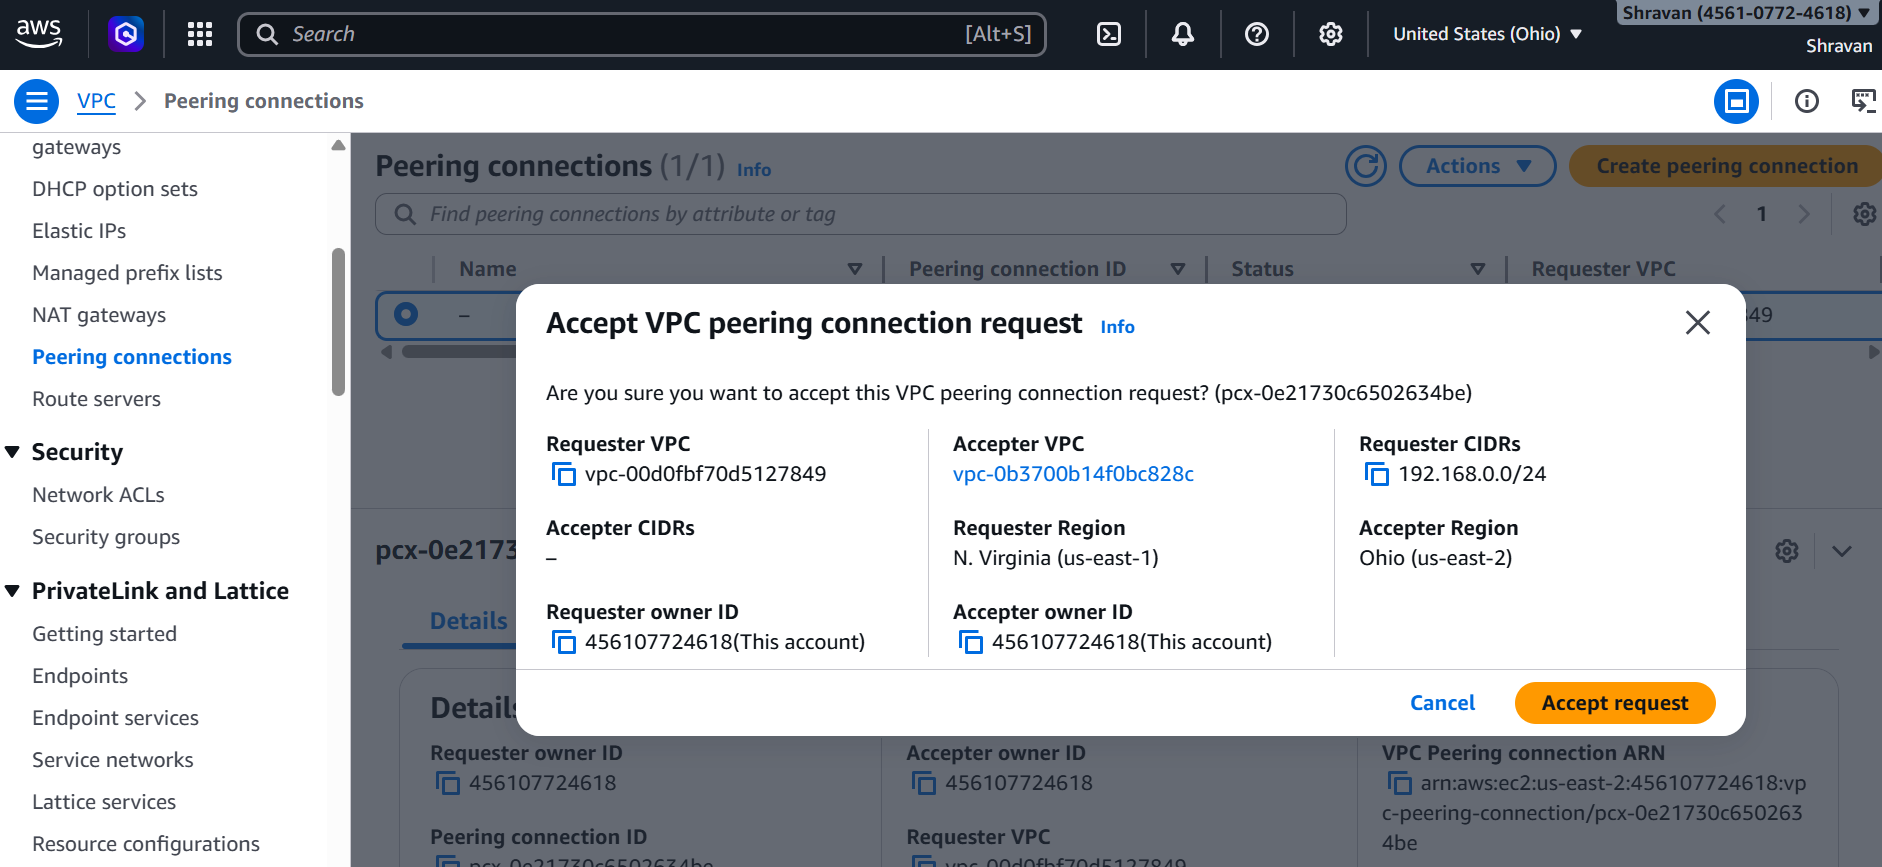 aws
Search
[Alt+S]
United States (Ohio)
Shravan (4561-0772-4618)
Shravan
VPC
Peering connections
gateways
DHCP option sets
Elastic IPs
Managed prefix lists
NAT gateways
Peering connections
Route servers
Security
Network ACLs
Security groups
PrivateLink and Lattice
Getting started
Endpoints
Endpoint services
Service networks
Lattice services
Resource configurations
Peering connections (1/1) Info
Actions
Create peering connection
Find peering connections by attribute or tag
1
Name
Peering connection ID
Status
Requester VPC
–
349
Accept VPC peering connection request Info
Are you sure you want to accept this VPC peering connection request? (pcx-0e21730c6502634be)
Requester VPC
vpc-00d0fbf70d5127849
Accepter VPC
vpc-0b3700b14f0bc828c
Requester CIDRs
192.168.0.0/24
Accepter CIDRs
–
Requester Region
N. Virginia (us-east-1)
Accepter Region
Ohio (us-east-2)
Requester owner ID
456107724618(This account)
Accepter owner ID
456107724618(This account)
Cancel
Accept request
pcx-0e2173
Details
Details
Requester owner ID
456107724618
Accepter owner ID
456107724618
VPC Peering connection ARN
arn:aws:ec2:us-east-2:456107724618:vp
c-peering-connection/pcx-0e21730c650263
4be
Peering connection ID
pcx-0e21730c6502634be
Requester VPC
vpc-00d0fbf70d5127849